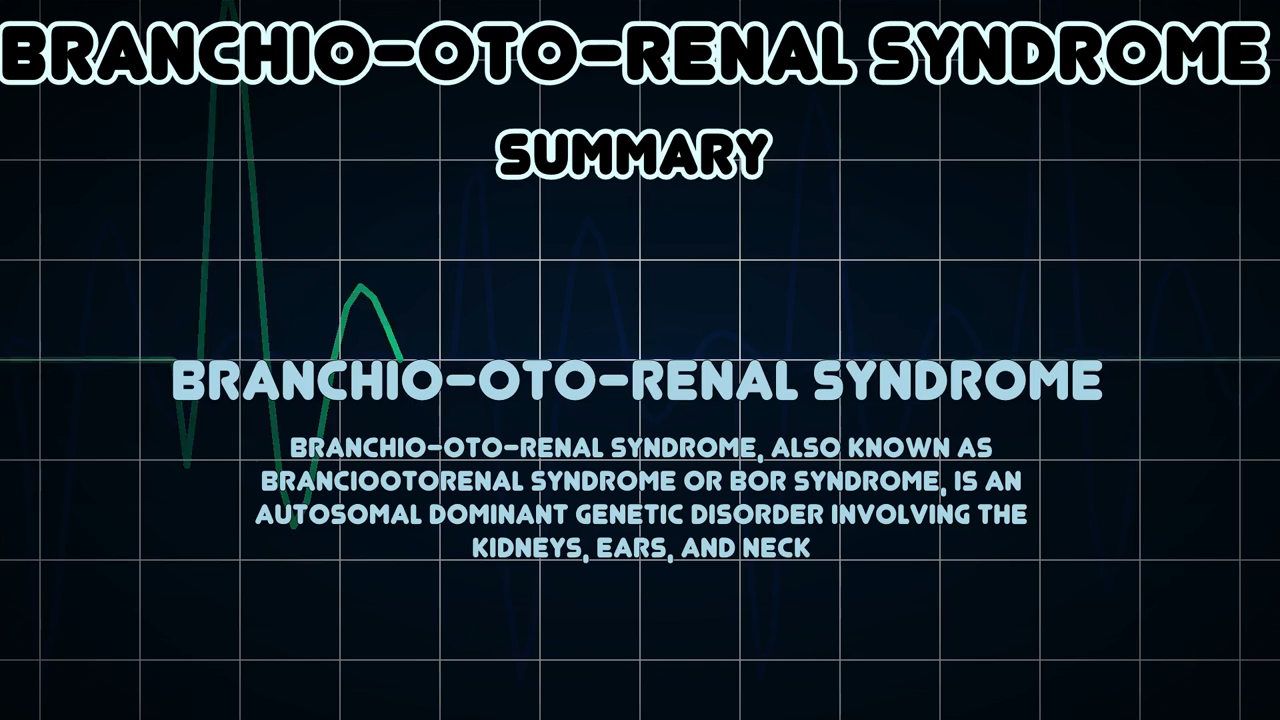 BRANCHIO-OTO-RENAL SYNDROME
SUMMARY
BRANCHIO-OTO-RENAL SYNDROME
BRANCHIO-OTO-RENAL SYNDROME, ALSO KNOWN AS
BRANCIOOTORENAL SYNDROME OR BOR SYNDROME, IS AN
AUTOSOMAL DOMINANT GENETIC DISORDER INVOLVING THE
KIDNEYS, EARS, AND NECK